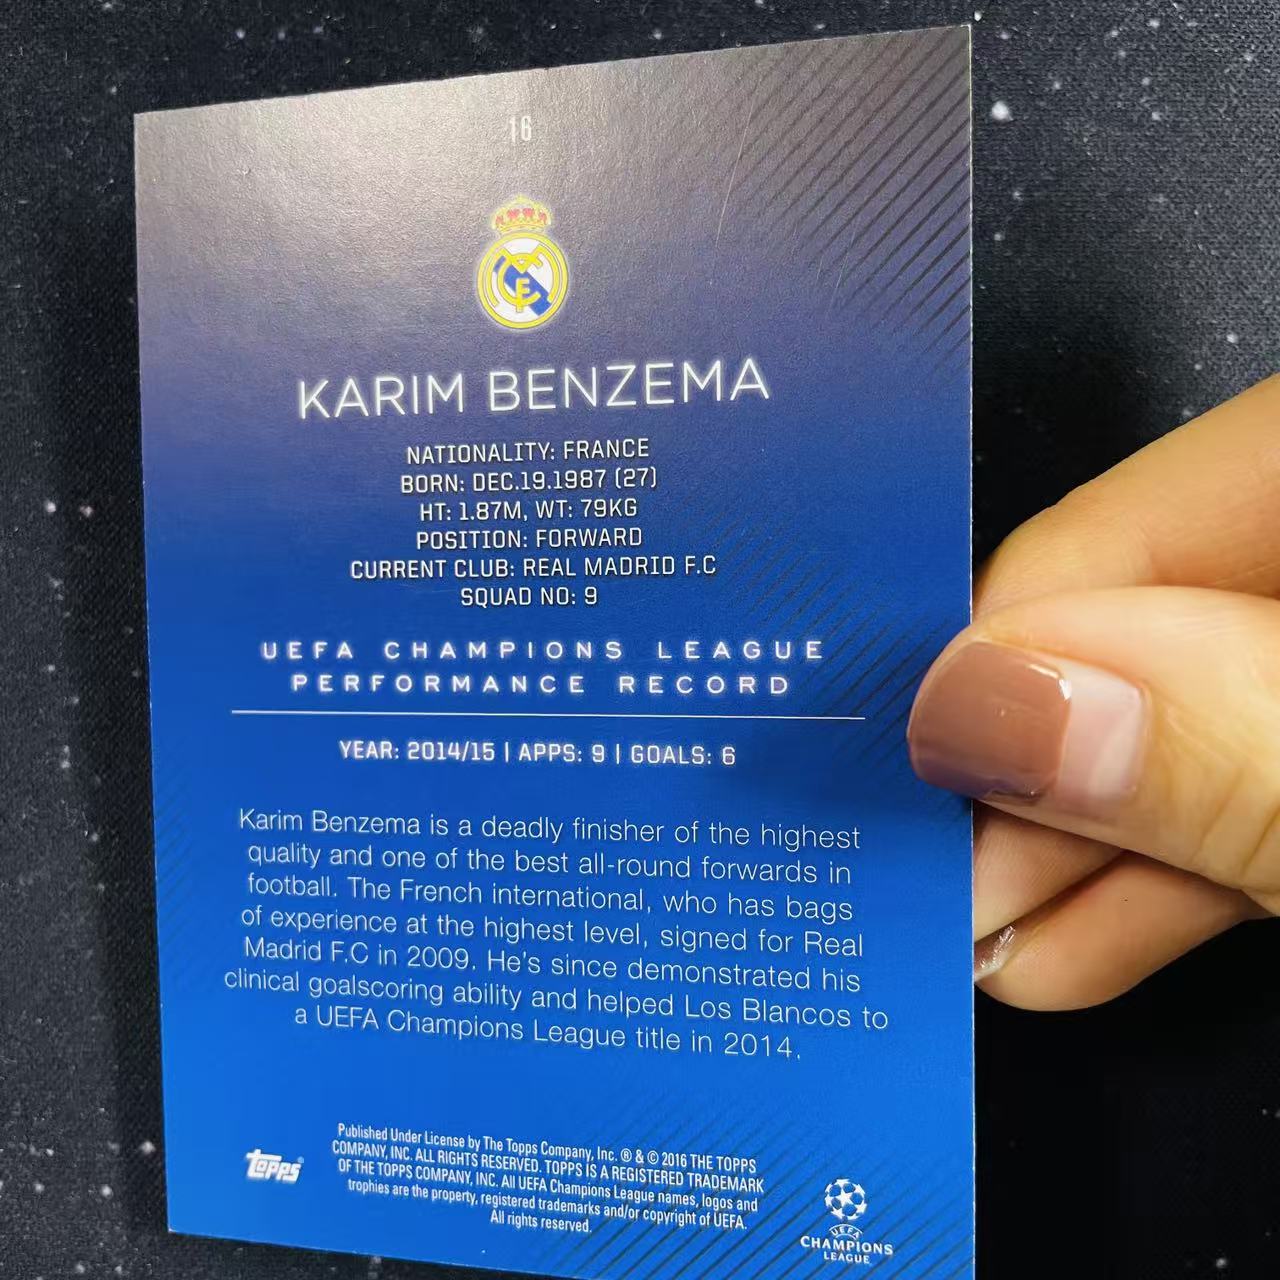 16
KARIM BENZEMA
NATIONALITY: FRANCE
BORN: DEC.19.1987 (27)
HT: 1.87M, WT: 79KG
POSITION: FORWARD
CURRENT CLUB: REAL MADRID F.C
SQUAD NO: 9
UEFA CHAMPIONS LEAGUE
PERFORMANCE RECORD
YEAR: 2014/15 | APPS: 9 | GOALS: 6
Karim Benzema is a deadly finisher of the highest
quality and one of the best all-round forwards in
football. The French international, who has bags
of experience at the highest level, signed for Real
Madrid F.C in 2009. He's since demonstrated his
clinical goalscoring ability and helped Los Blancos to
a UEFA Champions League title in 2014.
Published Under License by The Topps Company, Inc. ® & © 2016 THE TOPPS
COMPANY, INC. ALL RIGHTS RESERVED. TOPPS IS A REGISTERED TRADEMARK
OF THE TOPPS COMPANY, INC. All UEFA Champions League names, logos and
trophies are the property, registered trademarks and/or copyright of UEFA.
All rights reserved.
topps®
UEFA
CHAMPIONS
LEAGUE